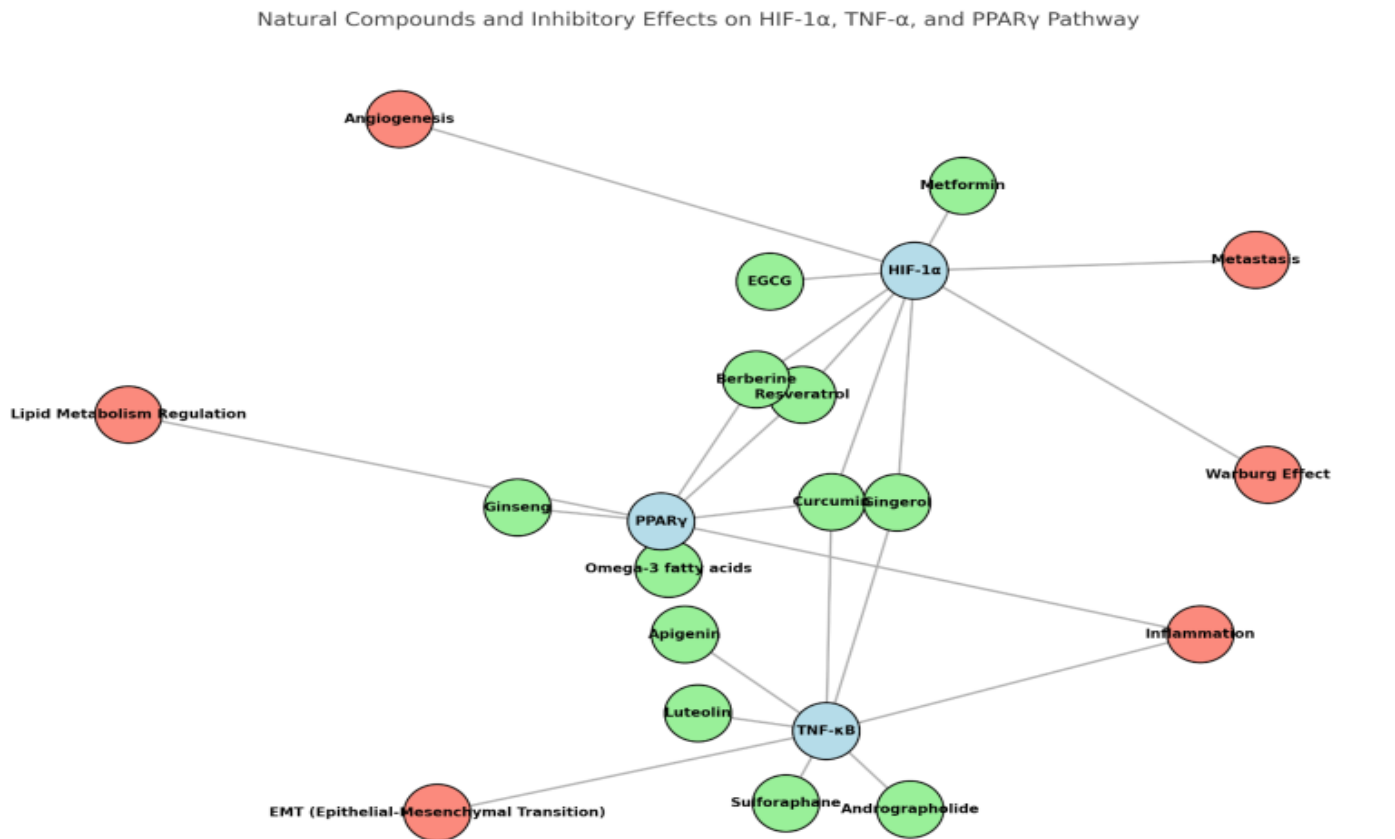 Natural Compounds and Inhibitory Effects on HIF-1α, TNF-α, and PPARγ Pathway
Angiogenesis
Metformin
Metastasis
HIF-1α
EGCG
Berberine
Resveratrol
Lipid Metabolism Regulation
Warburg Effect
Curcumin
Gingerol
Ginseng
PPARγ
Omega-3 fatty acids
Apigenin
Inflammation
Luteolin
TNF-κB
Sulforaphane
Andrographolide
EMT (Epithelial-Mesenchymal Transition)